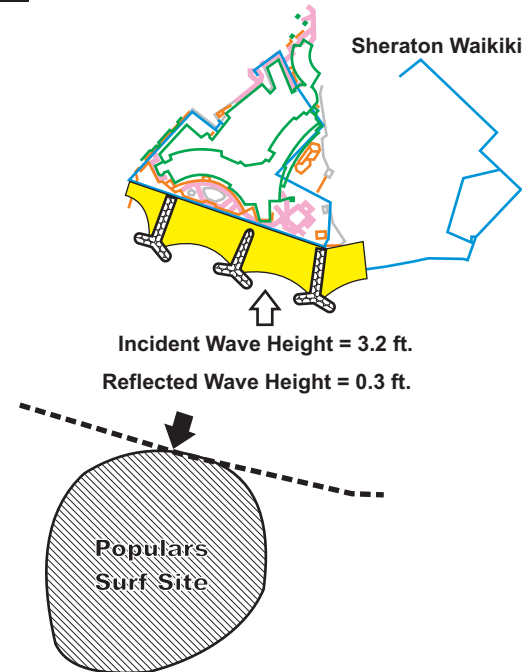 Sheraton Waikiki
Incident Wave Height = 3.2 ft.
Reflected Wave Height = 0.3 ft.
Populars
Surf Site